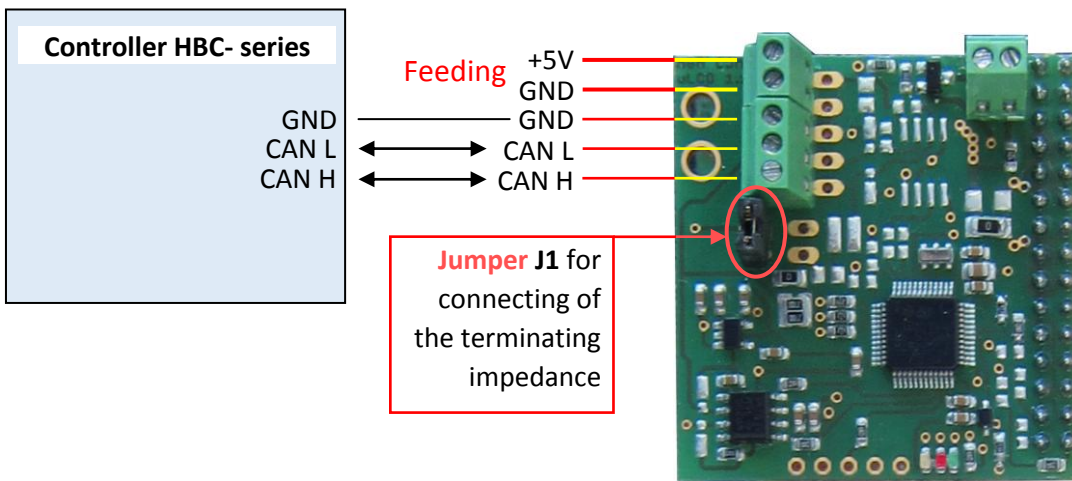 Controller HBC- series
Feeding
+5V
GND
GND
GND
CAN L
CAN L
CAN H
CAN H
Jumper J1 for
connecting of
the terminating
impedance